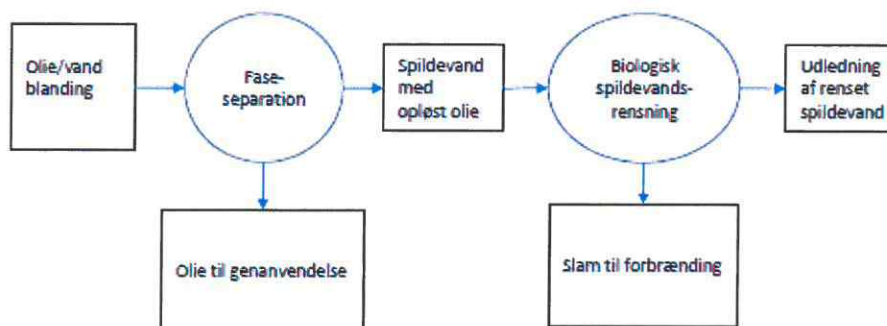 Olie/vand
blanding
Fase-
separation
Spildevand
med
opløst olie
Biologisk
spildevands-
rensning
Udledning
af renset
spildevand
Olie til genanvendelse
Slam til forbrænding